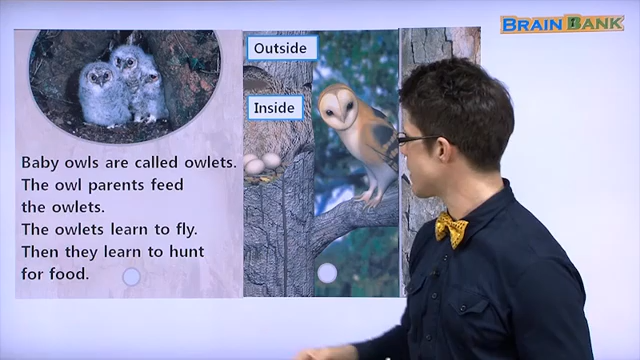 BRAIN BANK
Outside
Inside
Baby owls are called owlets.
The owl parents feed
the owlets.
The owlets learn to fly.
Then they learn to hunt
for food.